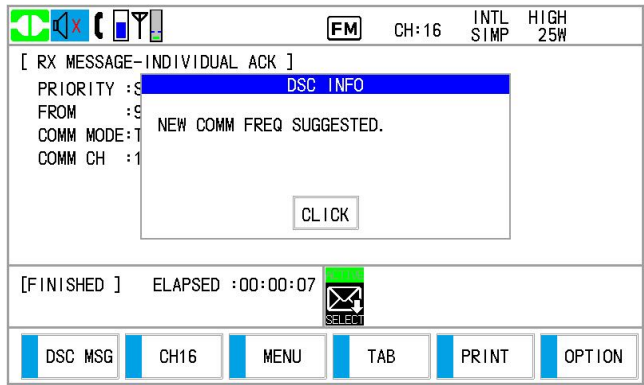 FM CH:16 INTL HIGH
SIMP 25W
[ RX MESSAGE-INDIVIDUAL ACK ]
PRIORITY :S
DSC INFO
FROM :9
NEW COMM FREQ SUGGESTED.
COMM MODE:T
COMM CH :1
CLICK
[FINISHED ] ELAPSED :00:00:07
SELECT
DSC MSG CH16 MENU TAB PRINT OPTION